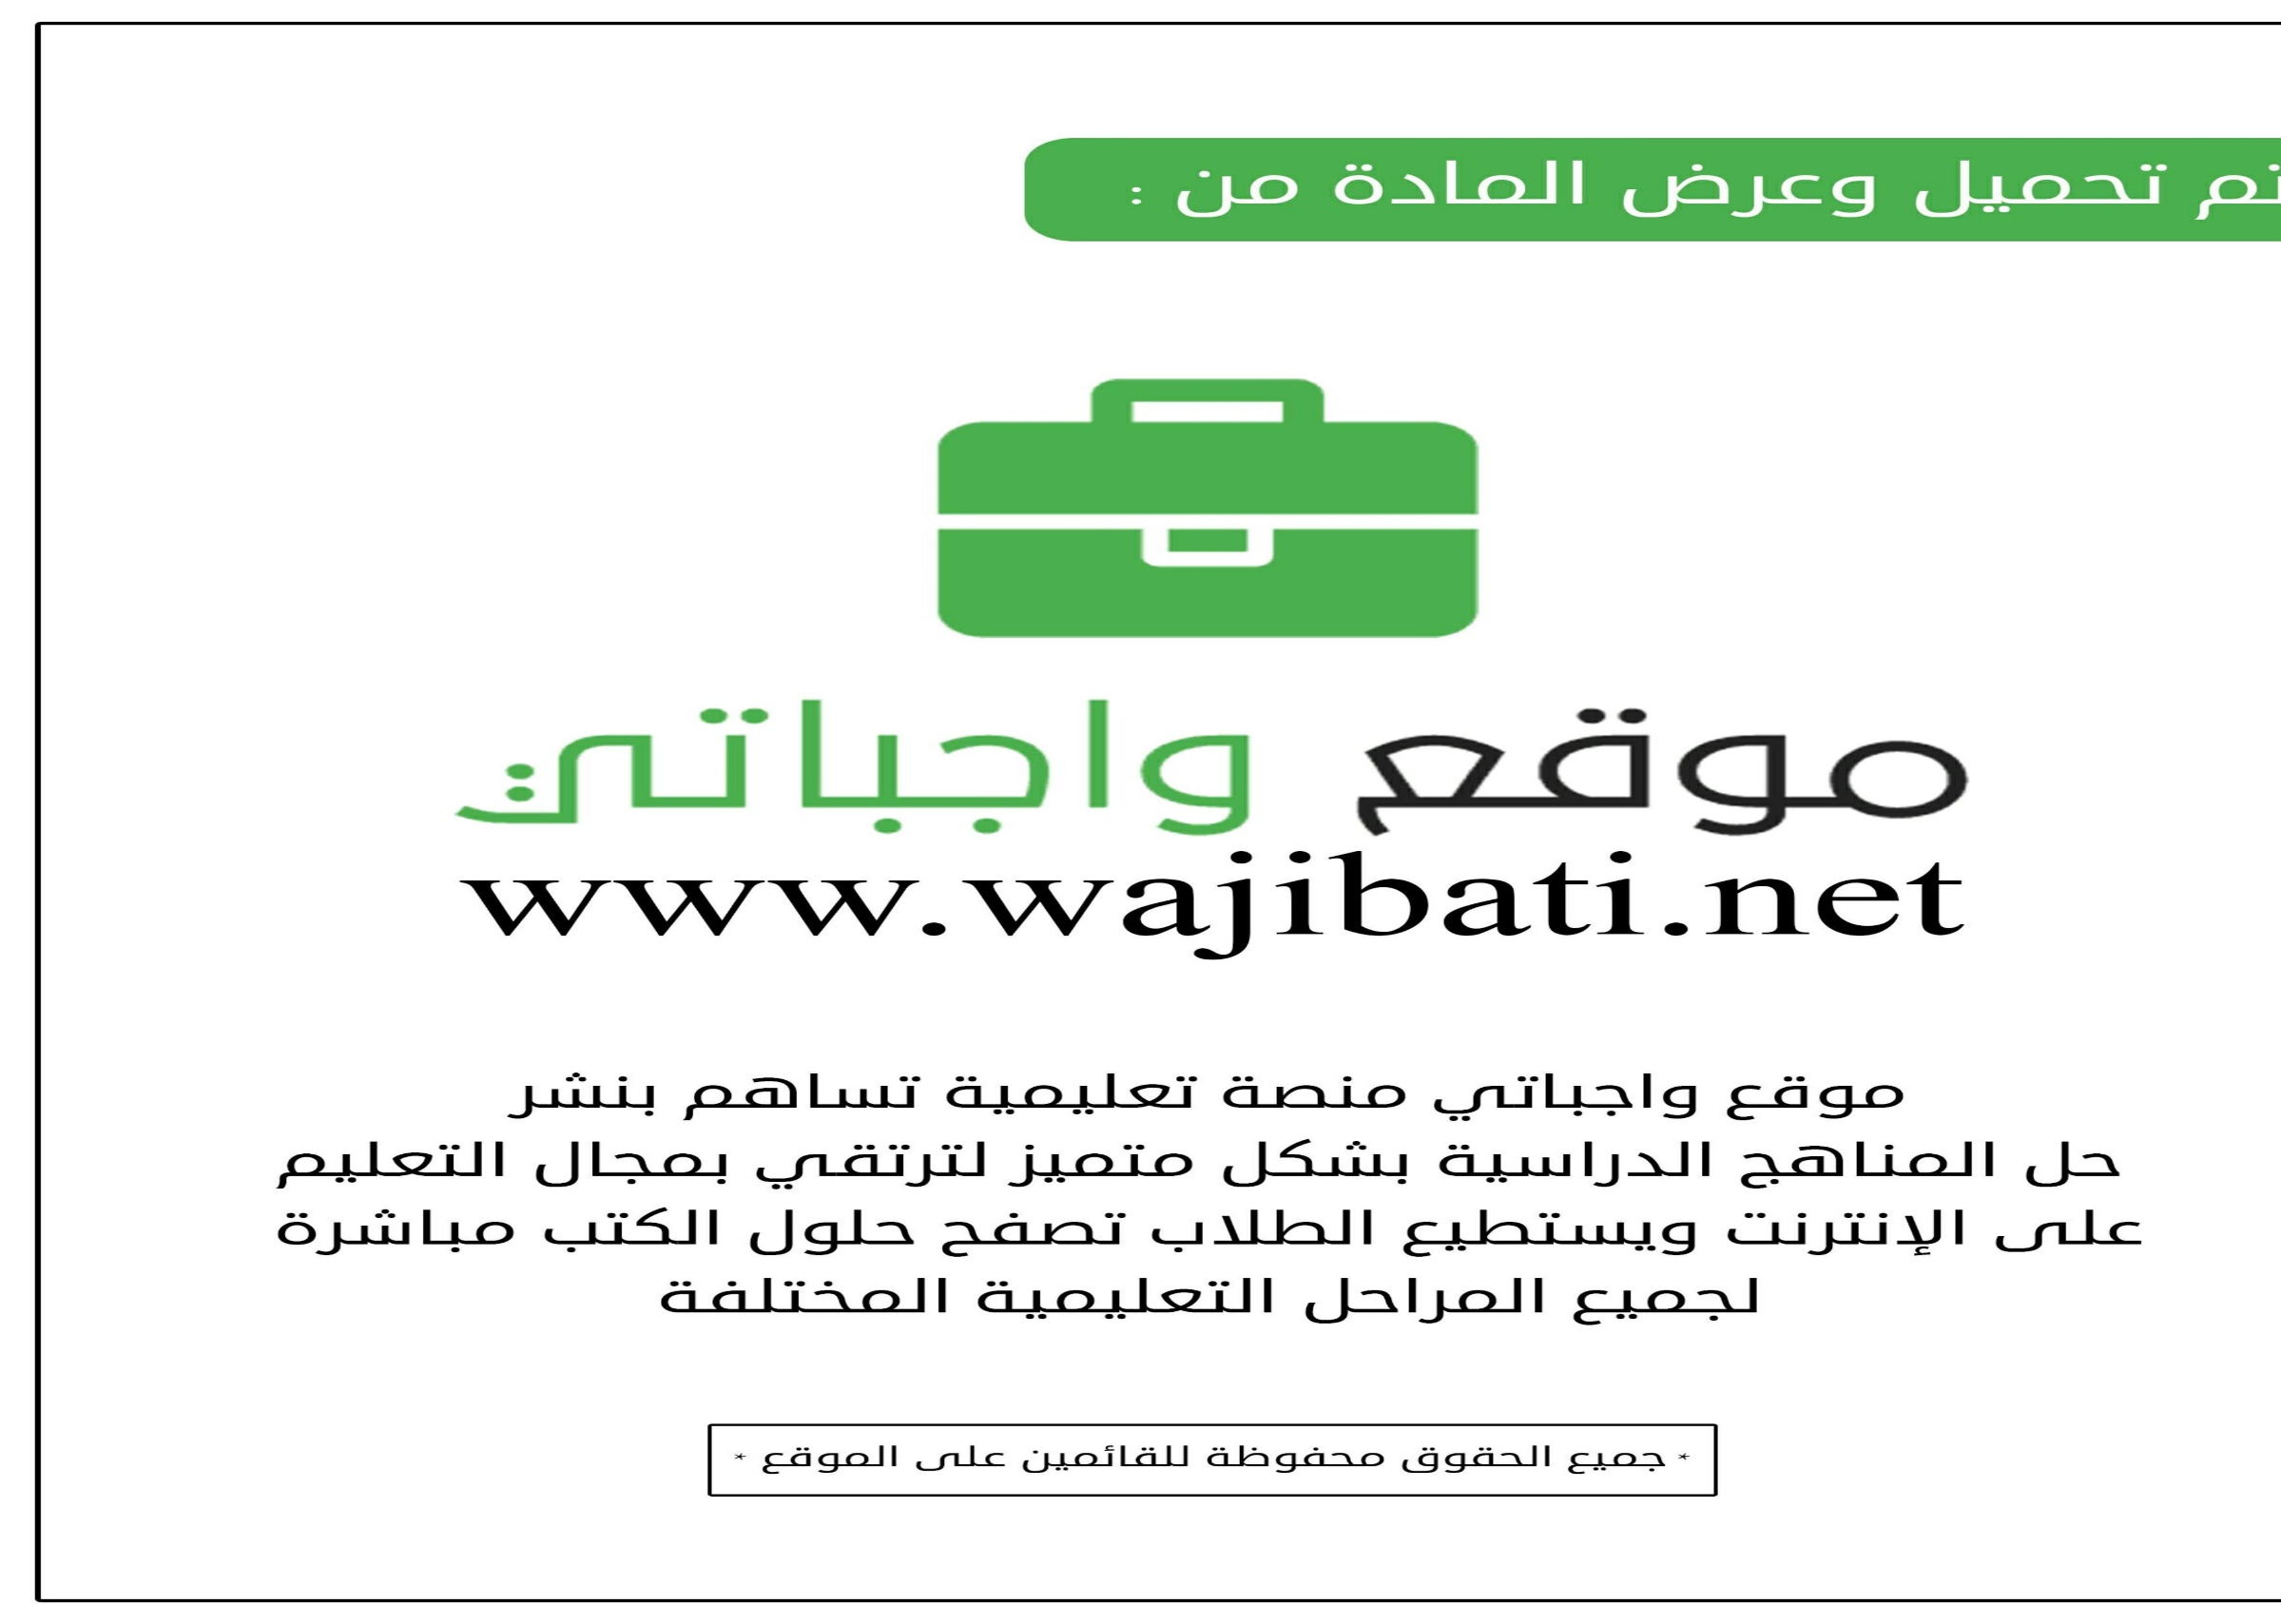 تم تحميل وعرض المادة من :
موقع واجباتي
www.wajibati.net
موقع واجباتي منصة تعليمية تساهم بنشر
حل المناهج الدراسية بشكل متميز لترتقي بمجال التعليم
على الإنترنت ويستطيع الطلاب تصفح حلول الكتب مباشرة
لجميع المراحل التعليمية المختلفة
* جميع الحقوق محفوظة للقائمين على الموقع *